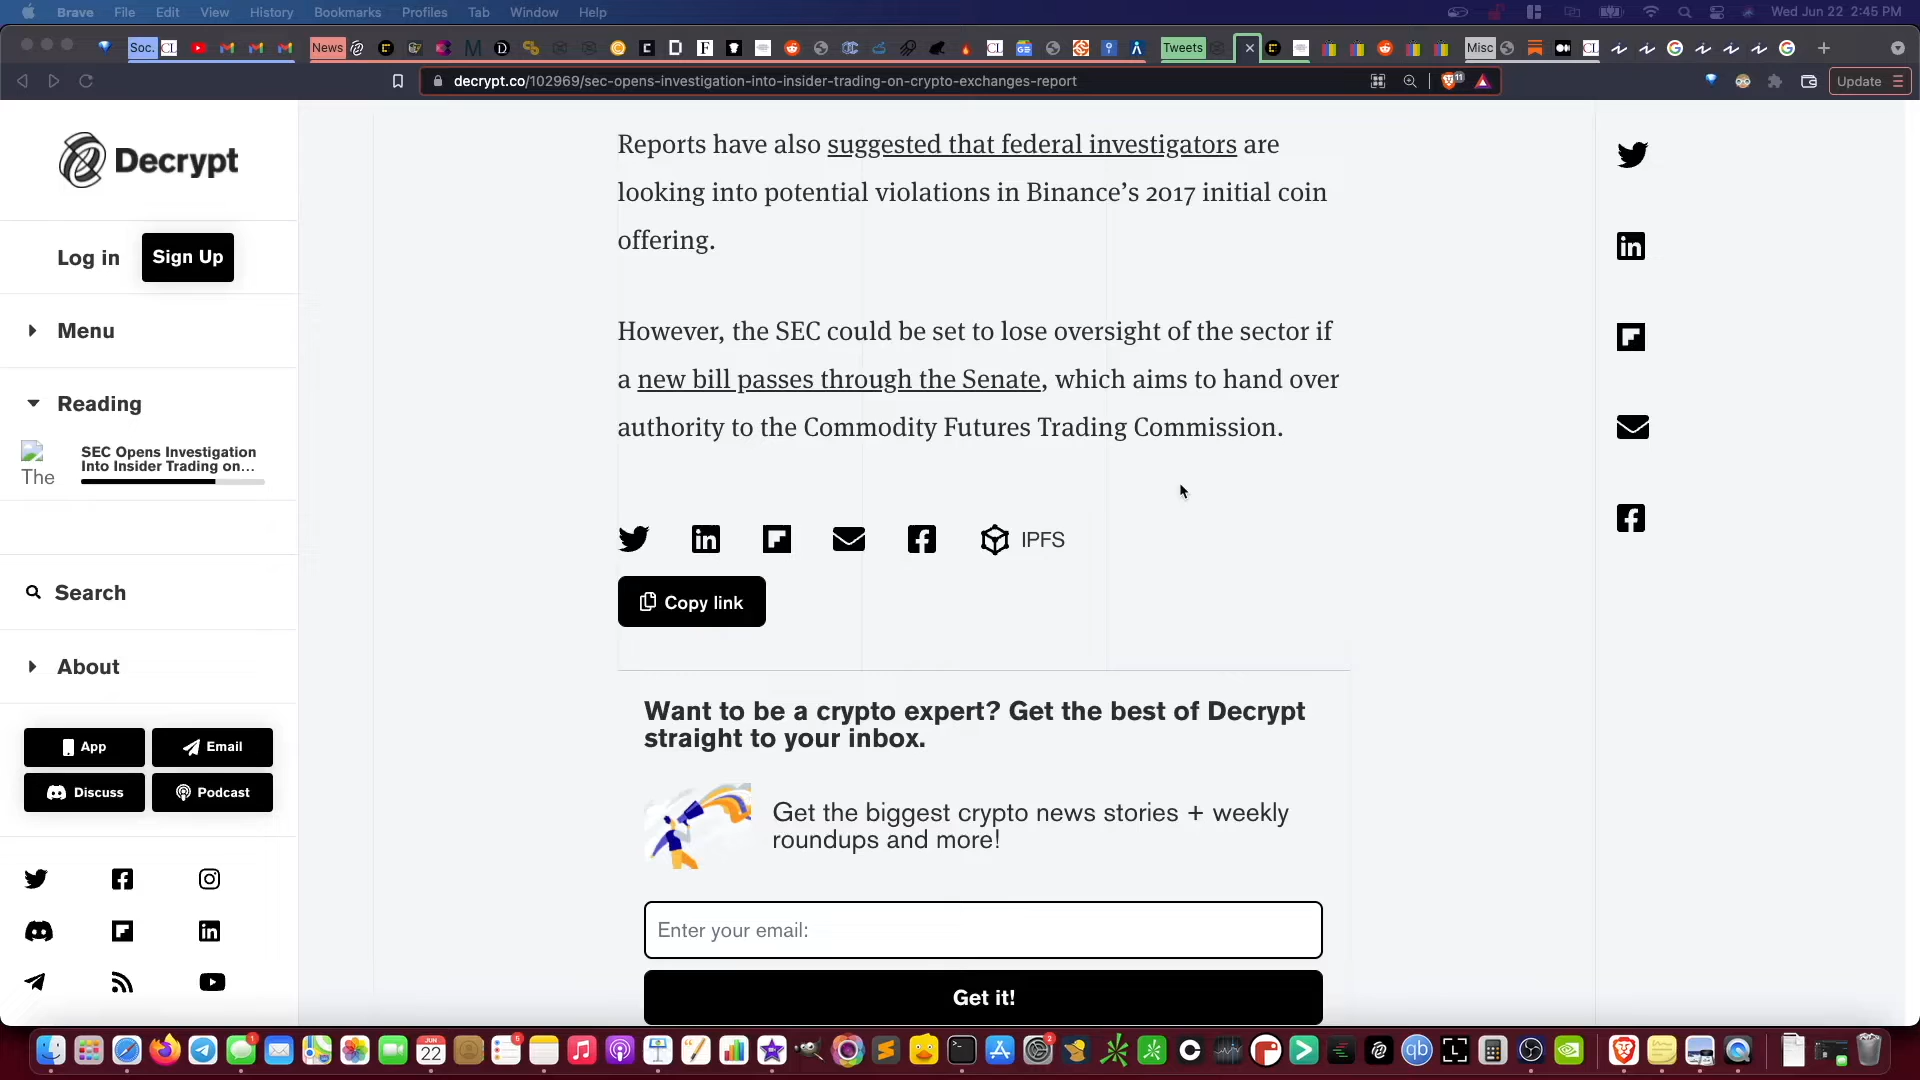 Brave File Edit View History Bookmarks Profiles Tab Window Help Wed Jun 22 2:45 PM
Soc. News Tweets Misc
decrypt.co/102969/sec-opens-investigation-into-insider-trading-on-crypto-exchanges-report
11
Update
Decrypt
Log in
Sign Up
Menu
Reading
The
SEC Opens Investigation
Into Insider Trading on...
Search
About
App
Email
Discuss
Podcast
Reports have also suggested that federal investigators are
looking into potential violations in Binance’s 2017 initial coin
offering.
However, the SEC could be set to lose oversight of the sector if
a new bill passes through the Senate, which aims to hand over
authority to the Commodity Futures Trading Commission.
IPFS
Copy link
Want to be a crypto expert? Get the best of Decrypt
straight to your inbox.
Get the biggest crypto news stories + weekly
roundups and more!
Enter your email:
Get it!
JUN
22
qb